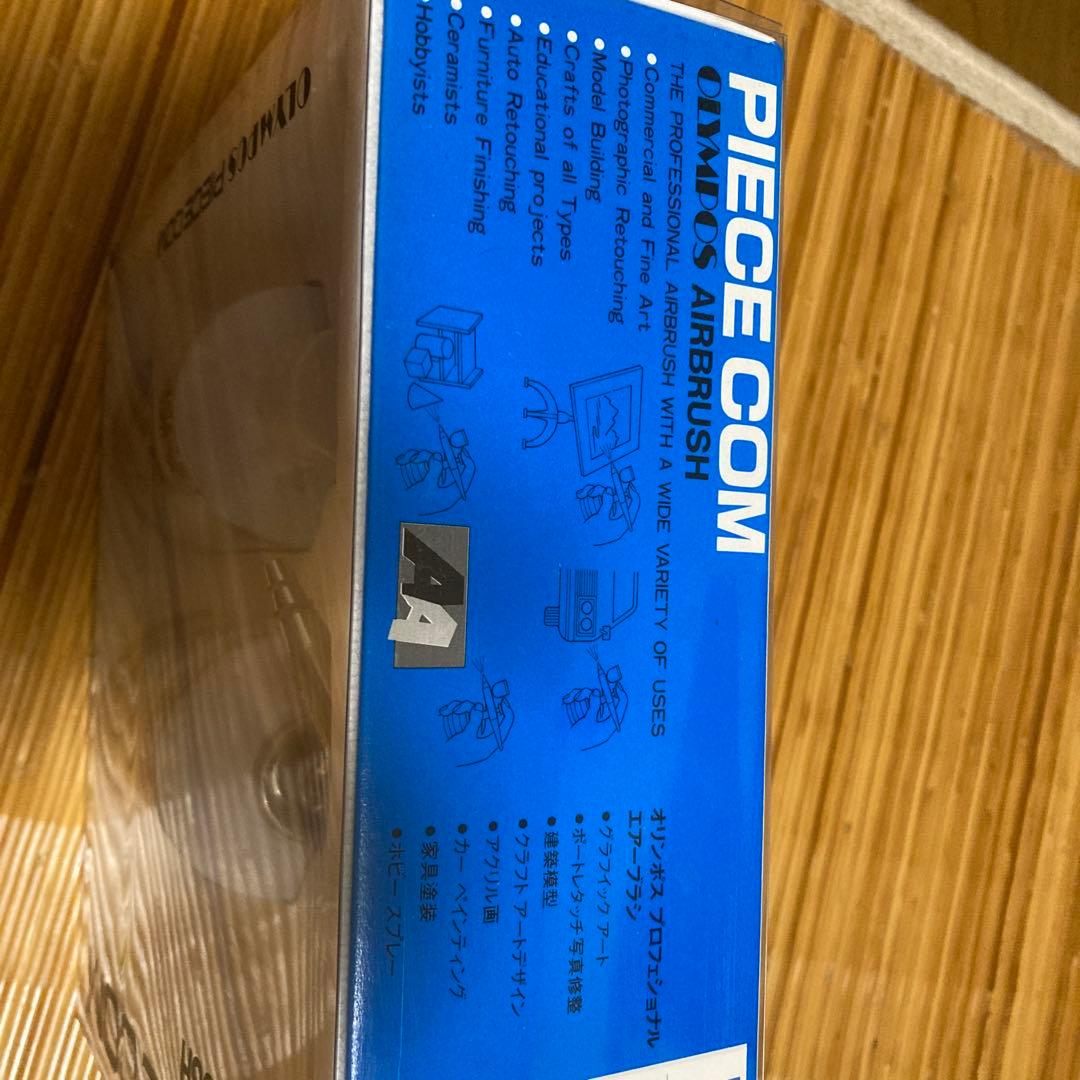 PIECE COM
OLYMPOS AIRBRUSH
THE PROFESSIONAL AIRBRUSH WITH A WIDE VARIETY OF USES
● Commercial and Fine Art
● Photographic Retouching
● Model Building
● Crafts of all Types
● Educational projects
● Auto Retouching
● Furniture Finishing
● Ceramists
● Hobbyists
AA
オリンポス プロフェショナル
エアーブラシ
● グラフィック アート
● ポートレタッチ 写真修整
● 建築模型
● クラフト アートデザイン
● アクリル画
● カー ペインティング
● 家具塗装
● ホビー スプレー
OLYMPOS PIECECOM